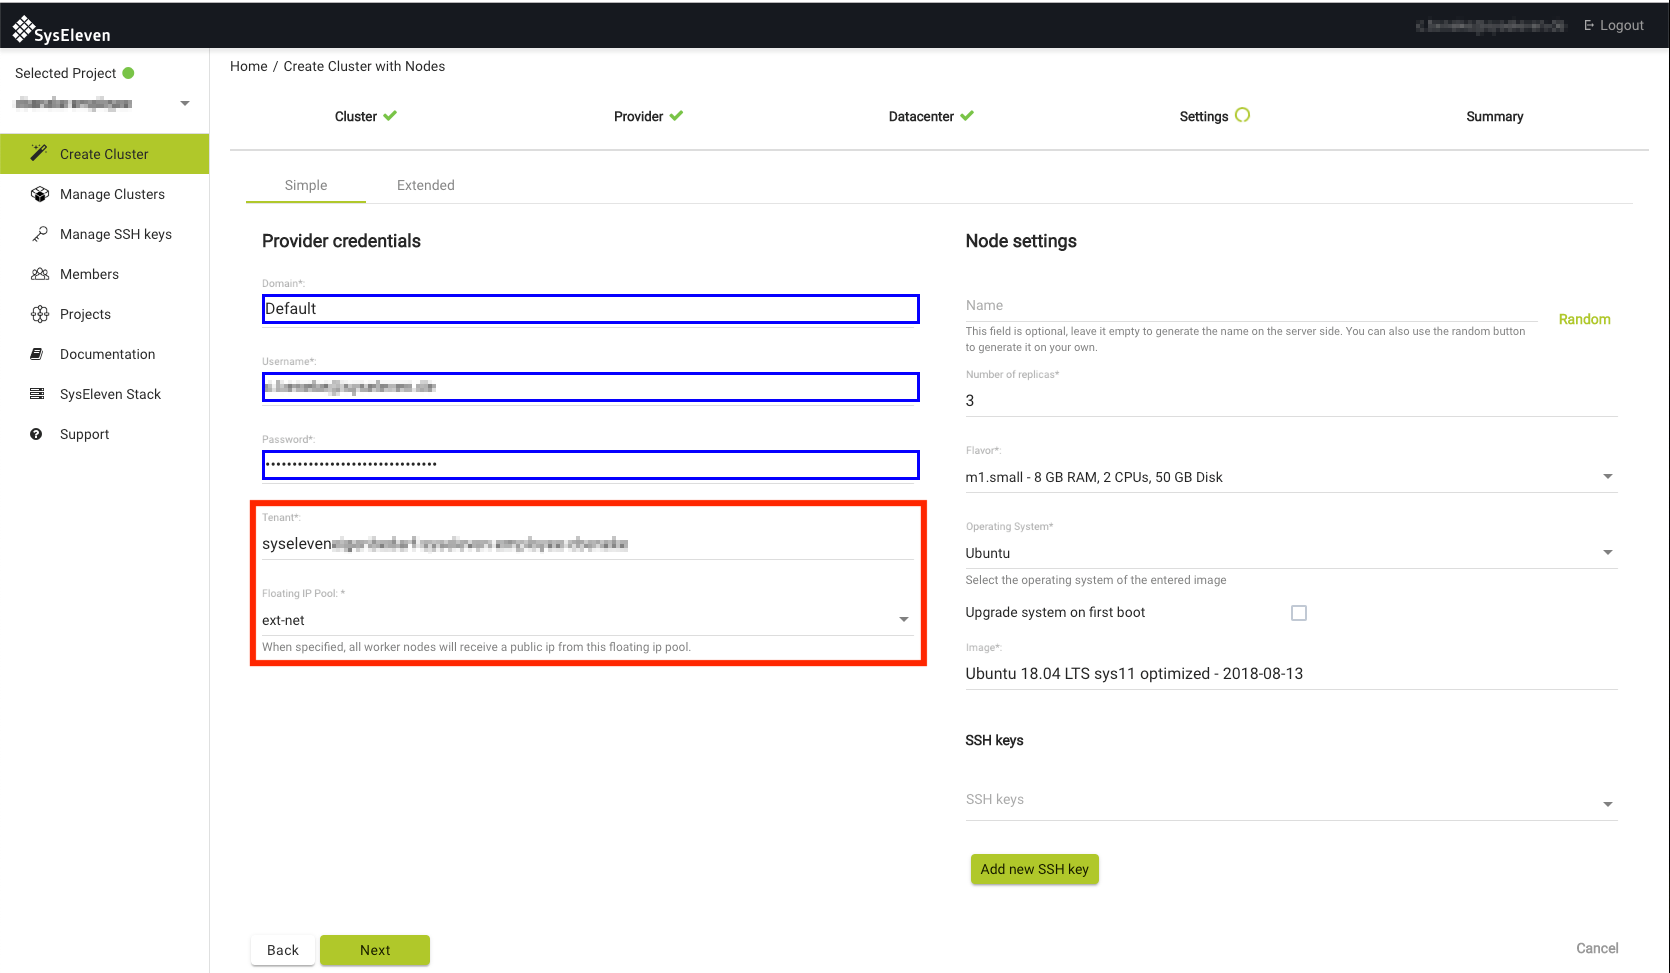 SysEleven
Logout
Selected Project
Home / Create Cluster with Nodes
Cluster
Provider
Datacenter
Settings
Summary
Create Cluster
Manage Clusters
Manage SSH keys
Members
Projects
Documentation
SysEleven Stack
Support
Simple
Extended
Provider credentials
Domain*:
Default
Username*:
Password*:
••••••••••••••••••••••••••••••••
Tenant*:
syseleven
Floating IP Pool: *
ext-net
When specified, all worker nodes will receive a public ip from this floating ip pool.
Node settings
Name
Random
This field is optional, leave it empty to generate the name on the server side. You can also use the random button
to generate it on your own.
Number of replicas*
3
Flavor*:
m1.small - 8 GB RAM, 2 CPUs, 50 GB Disk
Operating System*
Ubuntu
Select the operating system of the entered image
Upgrade system on first boot
Image*:
Ubuntu 18.04 LTS sys11 optimized - 2018-08-13
SSH keys
SSH keys
Add new SSH key
Back
Next
Cancel